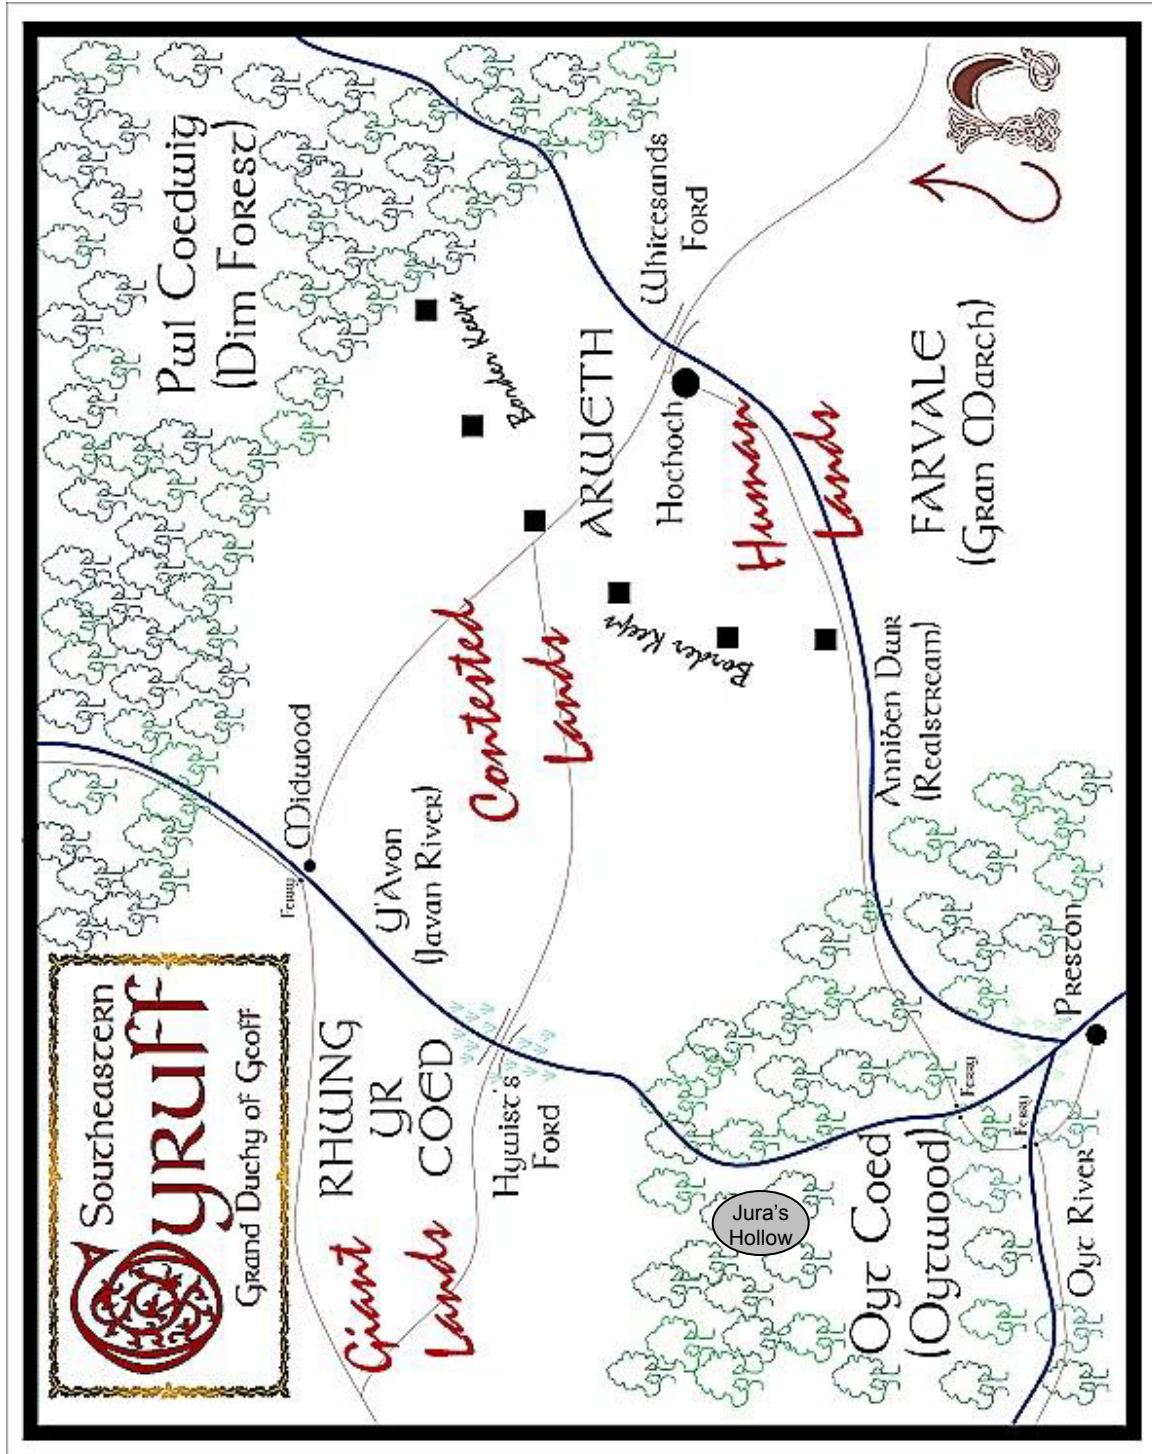 Southeastern
Gyruff
Grand Duchy of Geoff
Pwl Coedwig
(Dim Forest)
Ferry
Midwood
RHWNG
YR
COED
Giant
Lands
Y'Avon
(Javan River)
Hywist's
Ford
Contested
Lands
Border Keeps
ARWETH
Border Keeps
Whitesands
Ford
Hochoch
Human
Lands
Jura's
Hollow
Oyt Coed
(Oytwood)
Anniben Dwr
(Realstream)
FARVALE
(Gran March)
Ferry
Ferry
Preston
Oyt River
N